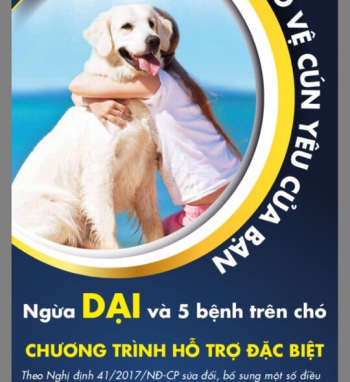 VỆ CÚN YÊU CỦA BẠN
Ngừa DẠI và 5 bệnh trên chó
CHƯƠNG TRÌNH HỖ TRỢ ĐẶC BIỆT
Theo Nghị định 41/2017/NĐ-CP sửa đổi, bổ sung một số điều